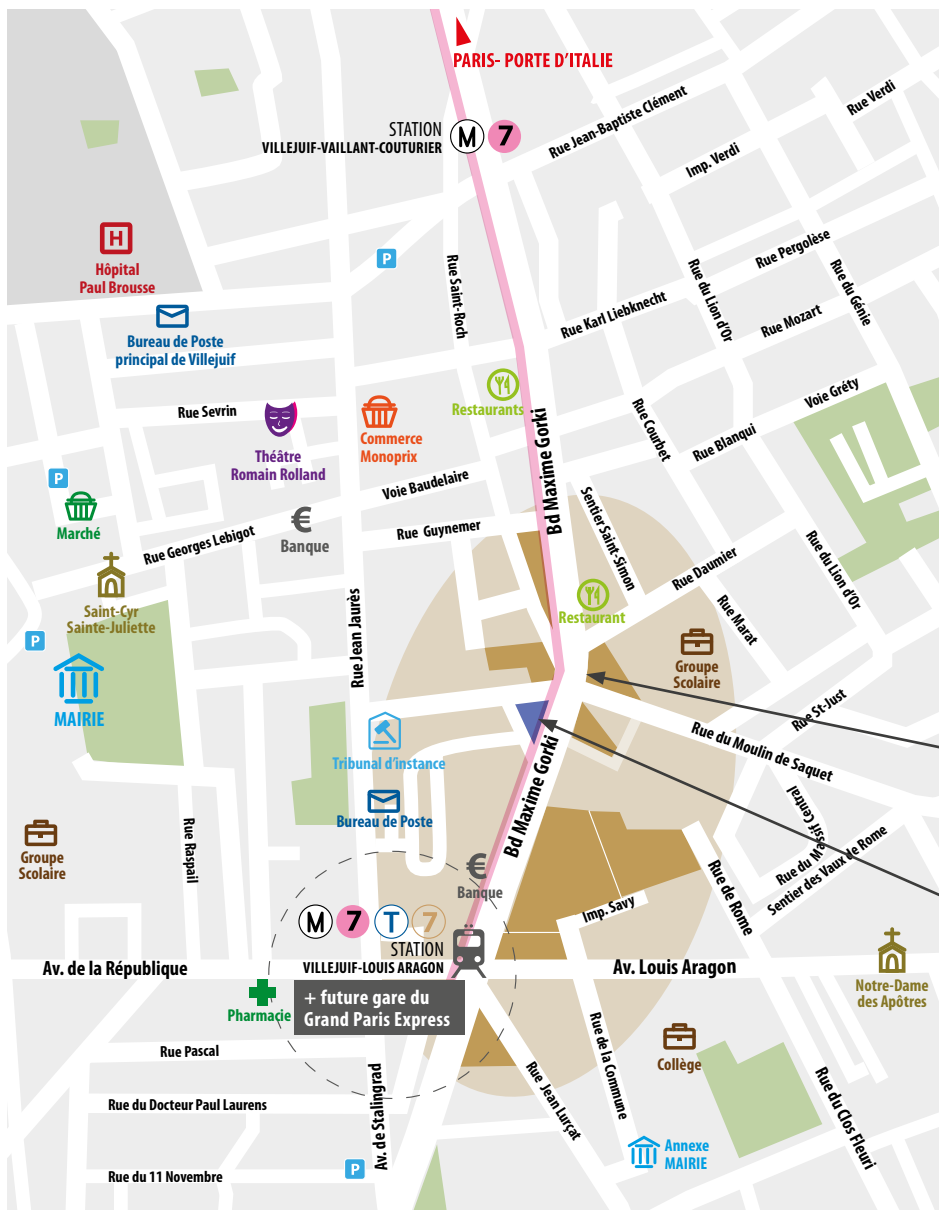 PARIS- PORTE D'ITALIE
STATION
VILLEJUIF-VAILLANT-COUTURIER
M 7
Rue Jean-Baptiste Clément
Rue Verdi
Imp. Verdi
H
Hôpital
Paul Brousse
P
Rue Saint-Roch
Rue Pergolèse
Rue du Lion d'Or
Rue du Génie
Rue Karl Liebknecht
Rue Mozart
Bureau de Poste
principal de Villejuif
Rue Sevrin
Théâtre
Romain Rolland
Commerce
Monoprix
Restaurants
Bd Maxime Gorki
Voie Gréty
Rue Courbet
Rue Blanqui
P
Marché
Voie Baudelaire
Rue Georges Lebigot
€
Banque
Rue Guynemer
Sentier Saint-Simon
Rue Daumier
Rue du Lion d'Or
Saint-Cyr
Sainte-Juliette
Restaurant
Rue Marat
P
MAIRIE
Rue Jean Jaurès
Groupe
Scolaire
Rue St-Just
Rue du Moulin de Saquet
Tribunal d'instance
Bureau de Poste
Bd Maxime Gorki
Rue du Massif Central
Sentier des Vaux de Rome
Groupe
Scolaire
Rue Raspail
€
Banque
Rue de Rome
Imp. Savy
M 7 T 7
STATION
VILLEJUIF-LOUIS ARAGON
Av. de la République
Av. Louis Aragon
Notre-Dame
des Apôtres
Pharmacie
+ future gare du
Grand Paris Express
Rue Pascal
Rue de la Commune
Collège
Rue du Docteur Paul Laurens
Av. de Stalingrad
Rue Jean Lurçat
Rue du Clos Fleuri
Rue du 11 Novembre
P
Annexe
MAIRIE